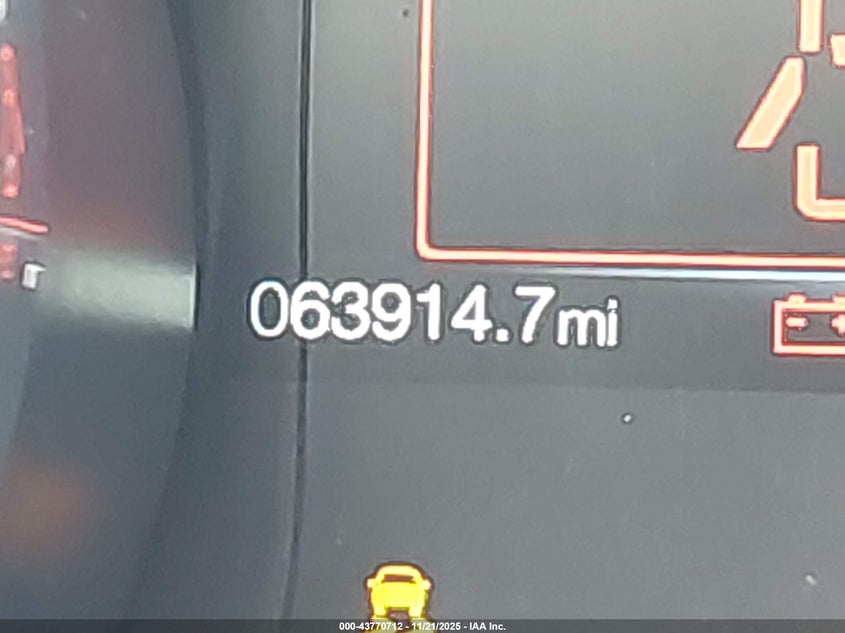 063914.7mi
000-43770712 - 11/21/2025 - IAA Inc.